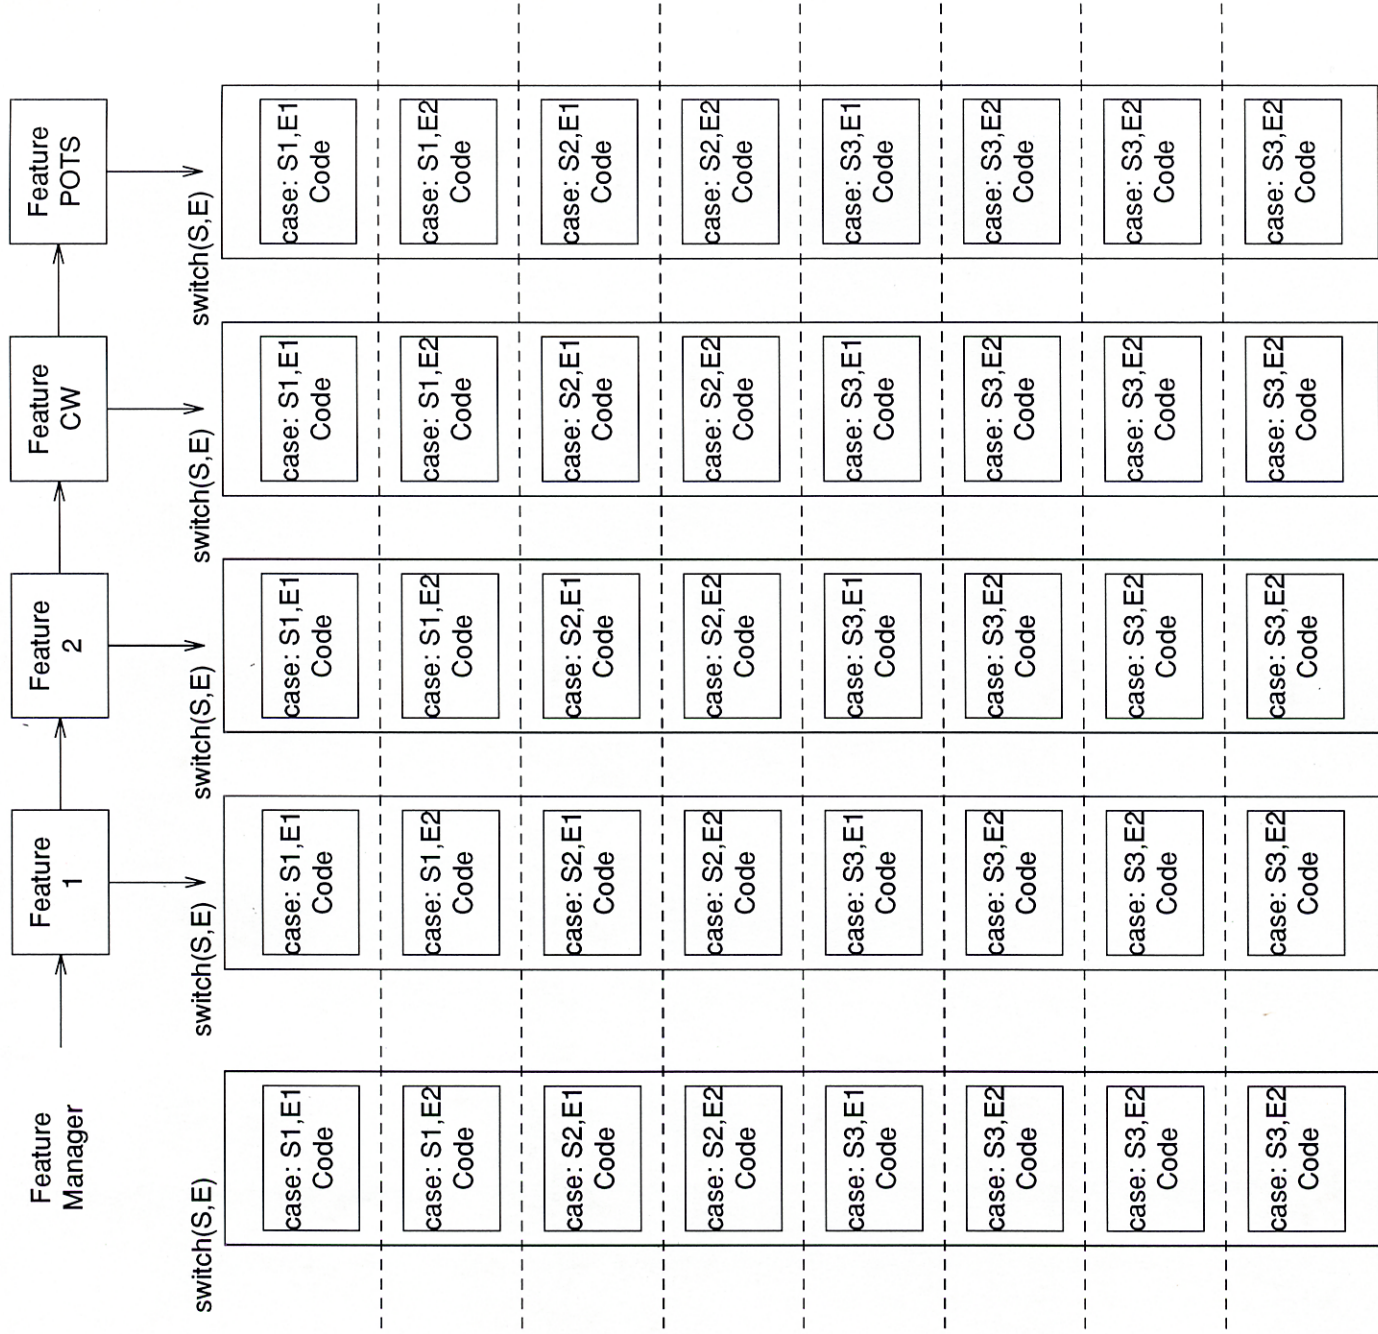 Feature
Manager
Feature
1
Feature
2
Feature
CW
Feature
POTS
switch(S,E)
switch(S,E)
switch(S,E)
switch(S,E)
switch(S,E)
case: S1,E1
Code
case: S1,E1
Code
case: S1,E1
Code
case: S1,E1
Code
case: S1,E1
Code
case: S1,E2
Code
case: S1,E2
Code
case: S1,E2
Code
case: S1,E2
Code
case: S1,E2
Code
case: S2,E1
Code
case: S2,E1
Code
case: S2,E1
Code
case: S2,E1
Code
case: S2,E1
Code
case: S2,E2
Code
case: S2,E2
Code
case: S2,E2
Code
case: S2,E2
Code
case: S2,E2
Code
case: S3,E1
Code
case: S3,E1
Code
case: S3,E1
Code
case: S3,E1
Code
case: S3,E1
Code
case: S3,E2
Code
case: S3,E2
Code
case: S3,E2
Code
case: S3,E2
Code
case: S3,E2
Code
case: S3,E2
Code
case: S3,E2
Code
case: S3,E2
Code
case: S3,E2
Code
case: S3,E2
Code
case: S3,E2
Code
case: S3,E2
Code
case: S3,E2
Code
case: S3,E2
Code
case: S3,E2
Code